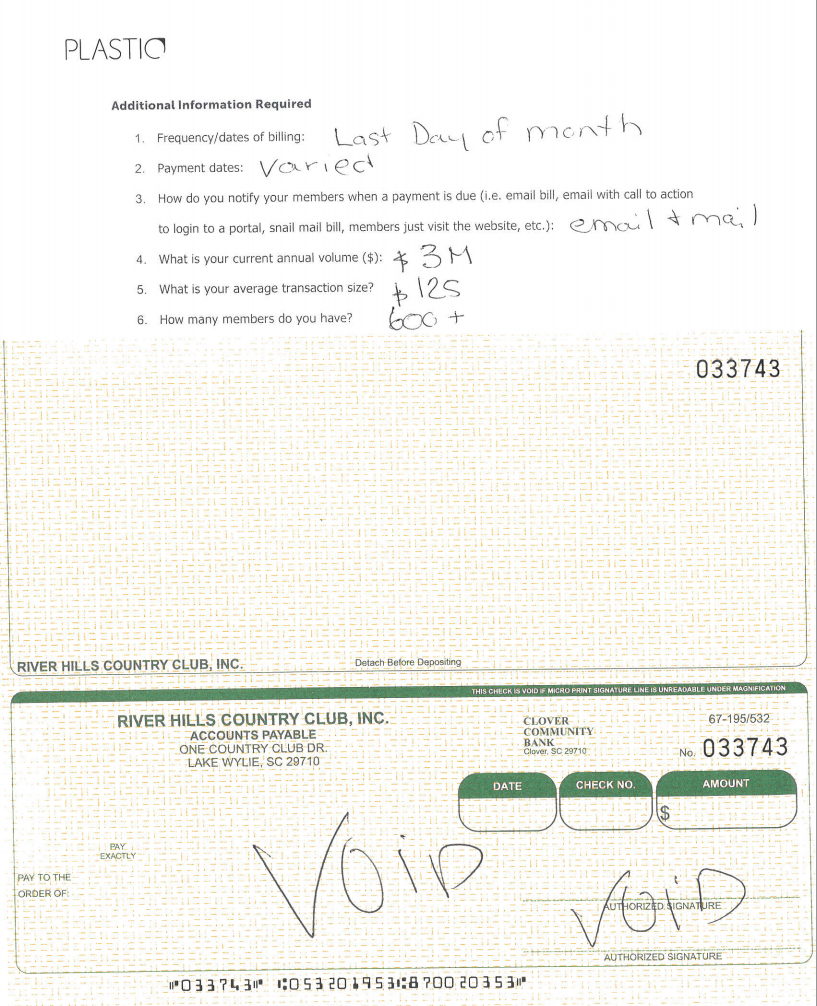 PLASTIQ
Additional Information Required
1. Frequency/dates of billing: Last Day of month
2. Payment dates: Varied
3. How do you notify your members when a payment is due (i.e. email bill, email with call to action
to login to a portal, snail mail bill, members just visit the website, etc.): email + mail
4. What is your current annual volume ($): $ 3M
5. What is your average transaction size? $125
6. How many members do you have? 600 +
033743
RIVER HILLS COUNTRY CLUB, INC. Detach Before Depositing
THIS CHECK IS VOID IF MICRO PRINT SIGNATURE LINE IS UNREADABLE UNDER MAGNIFICATION
RIVER HILLS COUNTRY CLUB, INC.
ACCOUNTS PAYABLE
ONE COUNTRY CLUB DR.
LAKE WYLIE, SC 29710
CLOVER
COMMUNITY
BANK
Clover, SC 29710
67-195/532
No. 033743
DATE CHECK NO. AMOUNT
$
PAY
EXACTLY
VOID
PAY TO THE
ORDER OF:
VOID
AUTHORIZED SIGNATURE
AUTHORIZED SIGNATURE
⑈033743⑈ ⑆053201953⑆870020353⑈